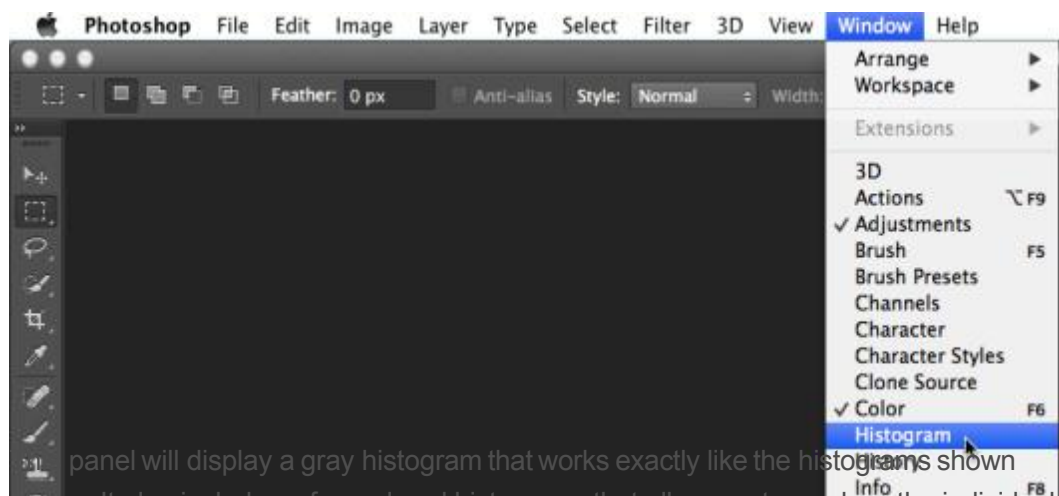 Photoshop File Edit Image Layer Type Select Filter 3D View Window Help
Feather: 0 px Anti-alias Style: Normal Width:
Arrange
Workspace
Extensions
3D
Actions ⌥F9
✓ Adjustments
Brush F5
Brush Presets
Channels
Character
Character Styles
Clone Source
✓ Color F6
Histogram
History
panel will display a gray histogram that works exactly like the histograms shown
Info F8